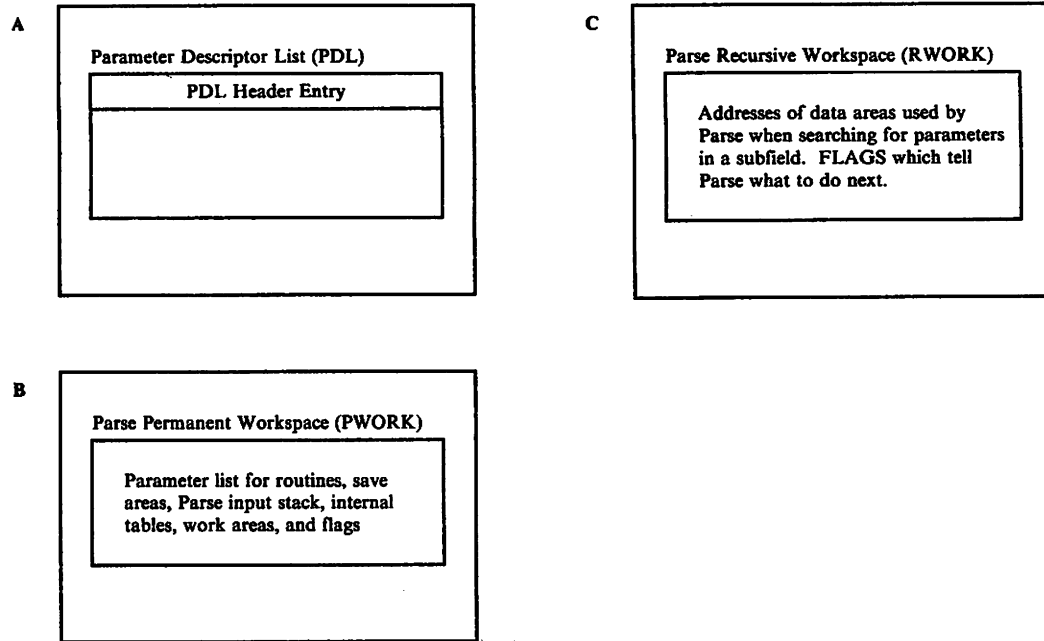 A
Parameter Descriptor List (PDL)
PDL Header Entry
B
Parse Permanent Workspace (PWORK)
Parameter list for routines, save
areas, Parse input stack, internal
tables, work areas, and flags
C
Parse Recursive Workspace (RWORK)
Addresses of data areas used by
Parse when searching for parameters
in a subfield. FLAGS which tell
Parse what to do next.